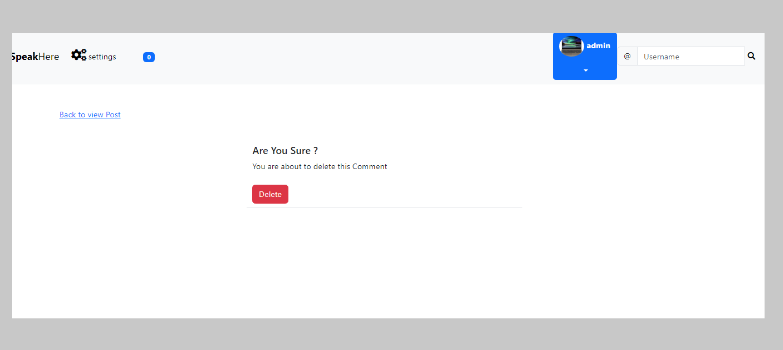 SpeakHere settings 0 admin @ Username
Back to view Post
Are You Sure ?
You are about to delete this Comment
Delete